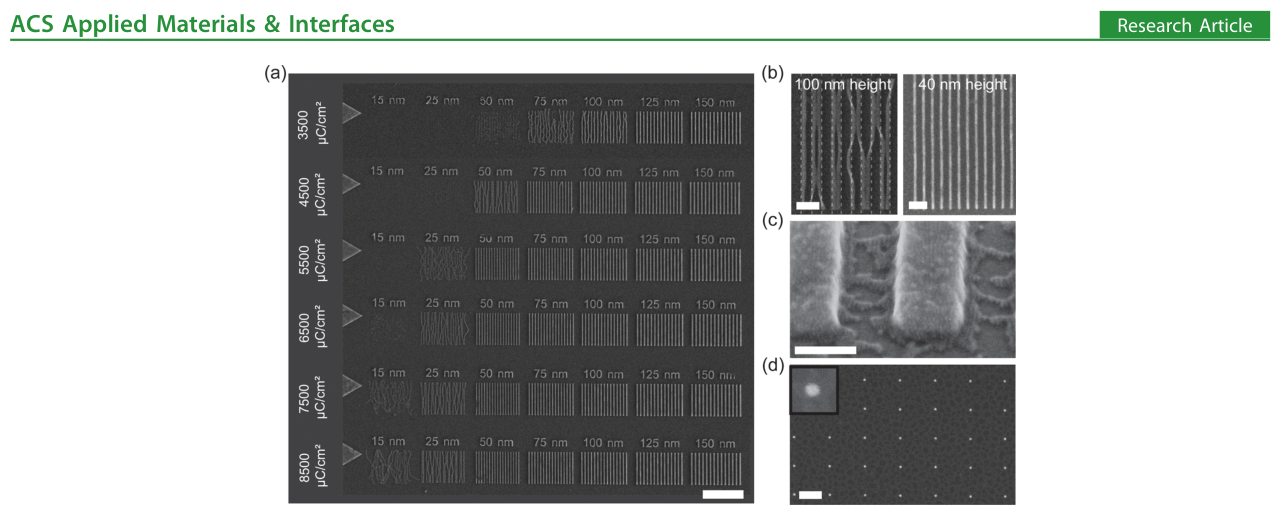 ACS Applied Materials & Interfaces
Research Article
(a)
3500 µC/cm²
15 nm 25 nm 50 nm 75 nm 100 nm 125 nm 150 nm
4500 µC/cm²
15 nm 25 nm 50 nm 75 nm 100 nm 125 nm 150 nm
5500 µC/cm²
15 nm 25 nm 50 nm 75 nm 100 nm 125 nm 150 nm
6500 µC/cm²
15 nm 25 nm 50 nm 75 nm 100 nm 125 nm 150 nm
7500 µC/cm²
15 nm 25 nm 50 nm 75 nm 100 nm 125 nm 150 nm
8500 µC/cm²
15 nm 25 nm 50 nm 75 nm 100 nm 125 nm 150 nm
(b)
100 nm height
40 nm height
(c)
(d)